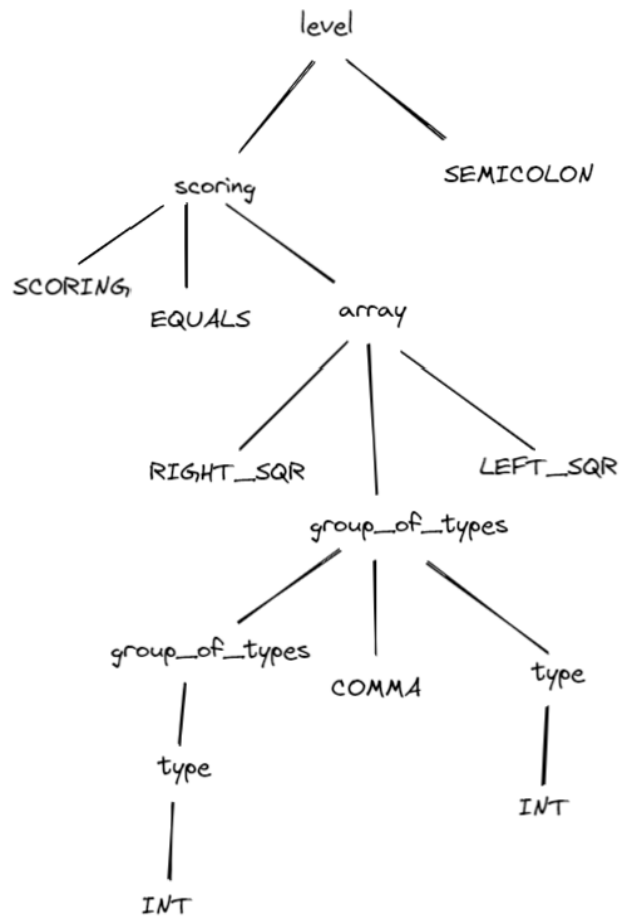 level
scoring
SEMICOLON
SCORING
EQUALS
array
RIGHT_SQR
LEFT_SQR
group_of_types
group_of_types
COMMA
type
type
INT
INT